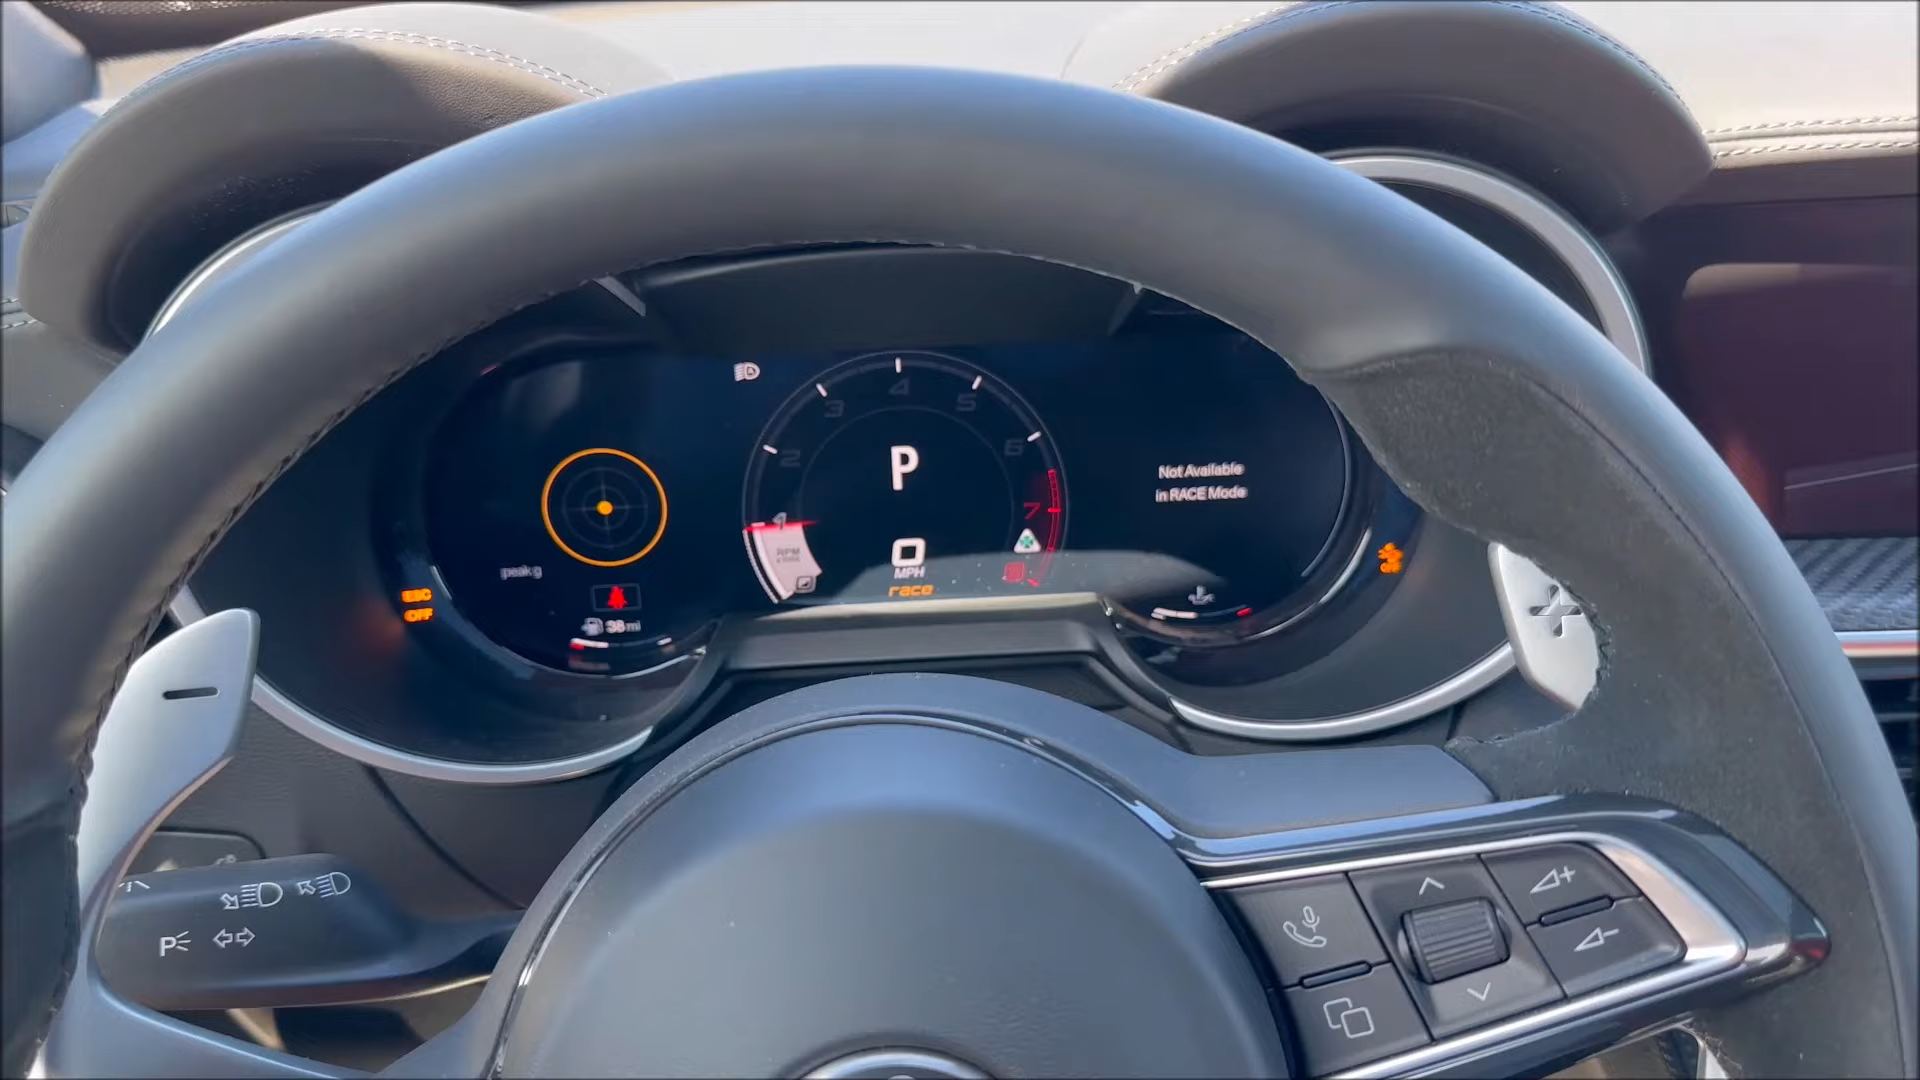 4
3
5
2
6
P
Not Available
in RACE Mode
1
7
RPM
0
MPH
peak g
race
ESC
OFF
OFF
38 mi
P